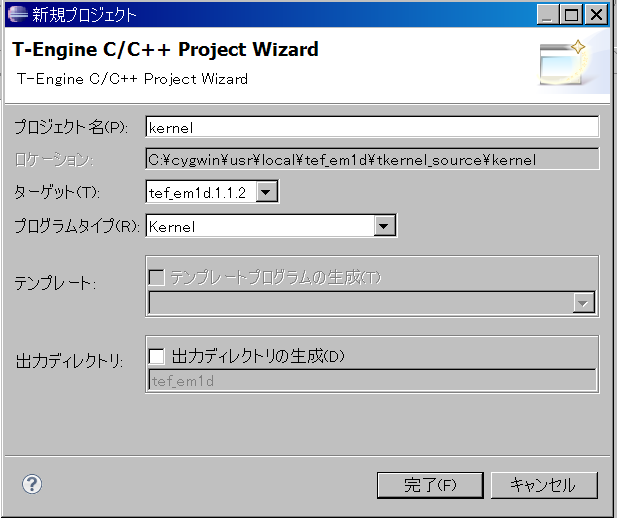 新規プロジェクト
T-Engine C/C++ Project Wizard
T-Engine C/C++ Project Wizard
プロジェクト名(P): kernel
ロケーション: C:¥cygwin¥usr¥local¥tef_em1d¥tkernel_source¥kernel
ターゲット(T): tef_em1d.1.1.2
プログラムタイプ(R): Kernel
テンプレート: テンプレートプログラムの生成(T)
出力ディレクトリ: 出力ディレクトリの生成(D)
tef_em1d
? 完了(F) キャンセル